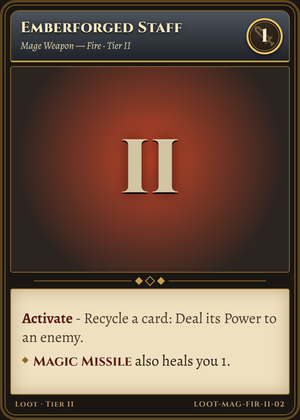 Emberforged Staff
Mage Weapon — Fire · Tier II
1
II
Activate - Recycle a card: Deal its Power to
an enemy.
Magic Missile also heals you 1.
Loot · Tier II
LOOT-MAG-FIR-II-02